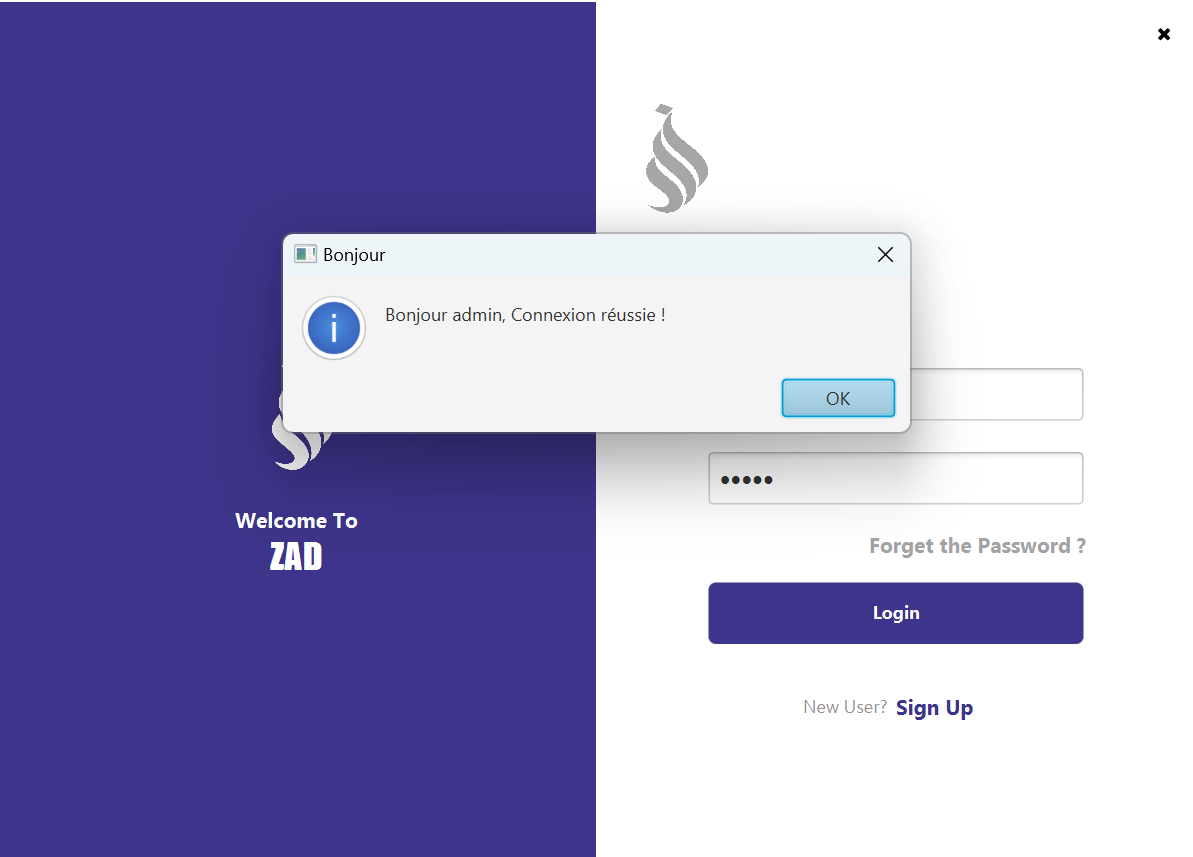 Bonjour
Bonjour admin, Connexion réussie !
OK
Welcome To
ZAD
•••••
Forget the Password ?
Login
New User? Sign Up